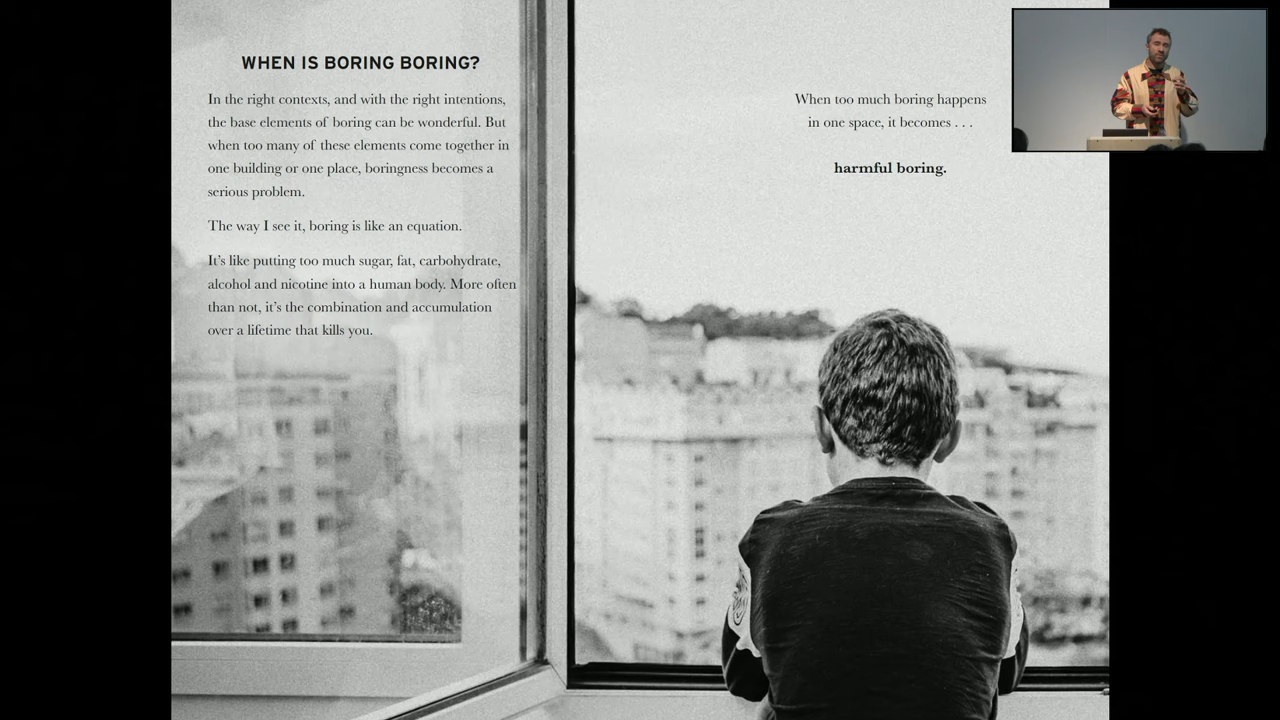 WHEN IS BORING BORING?
In the right contexts, and with the right intentions,
the base elements of boring can be wonderful. But
when too many of these elements come together in
one building or one place, boringness becomes a
serious problem.
The way I see it, boring is like an equation.
It’s like putting too much sugar, fat, carbohydrate,
alcohol and nicotine into a human body. More often
than not, it’s the combination and accumulation
over a lifetime that kills you.
When too much boring happens
in one space, it becomes . . .
harmful boring.